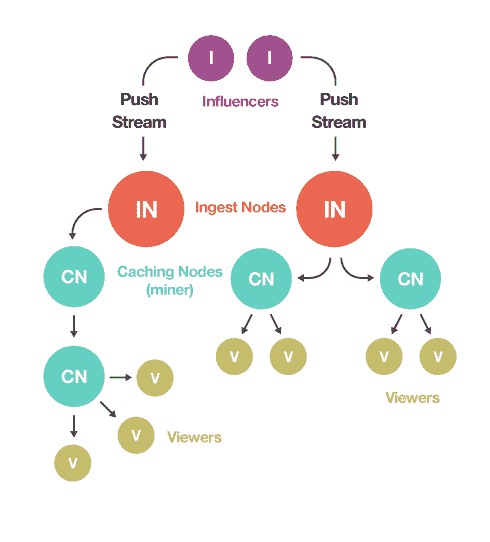 I I
Influencers
Push
Stream
Push
Stream
IN Ingest Nodes IN
CN Caching Nodes
(miner)
CN CN
V V V V
CN V
V Viewers
Viewers
V